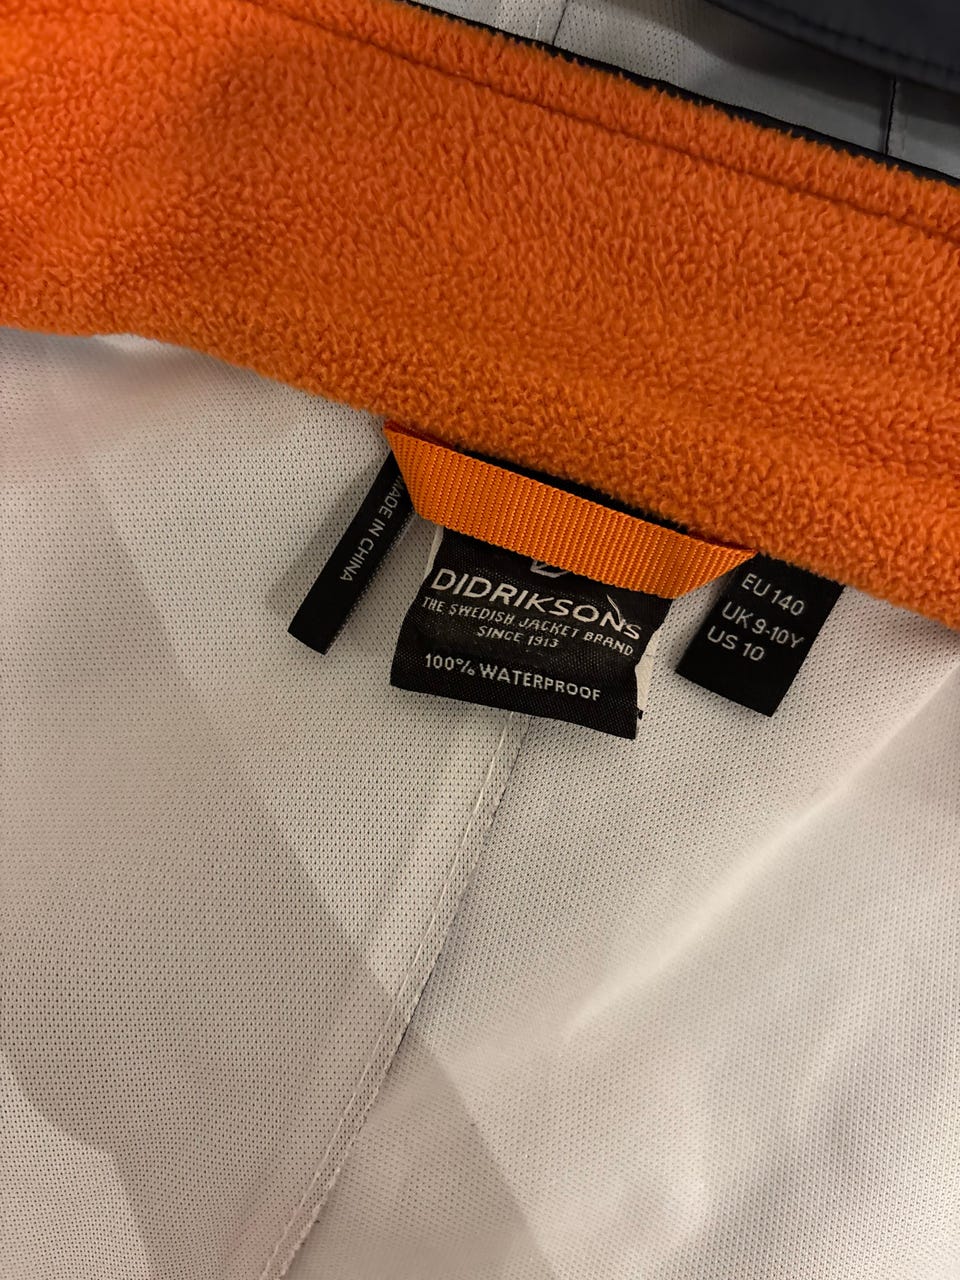 MADE IN CHINA
DIDRIKSONS
THE SWEDISH JACKET BRAND
SINCE 1913
100% WATERPROOF
EU 140
UK 9-10Y
US 10